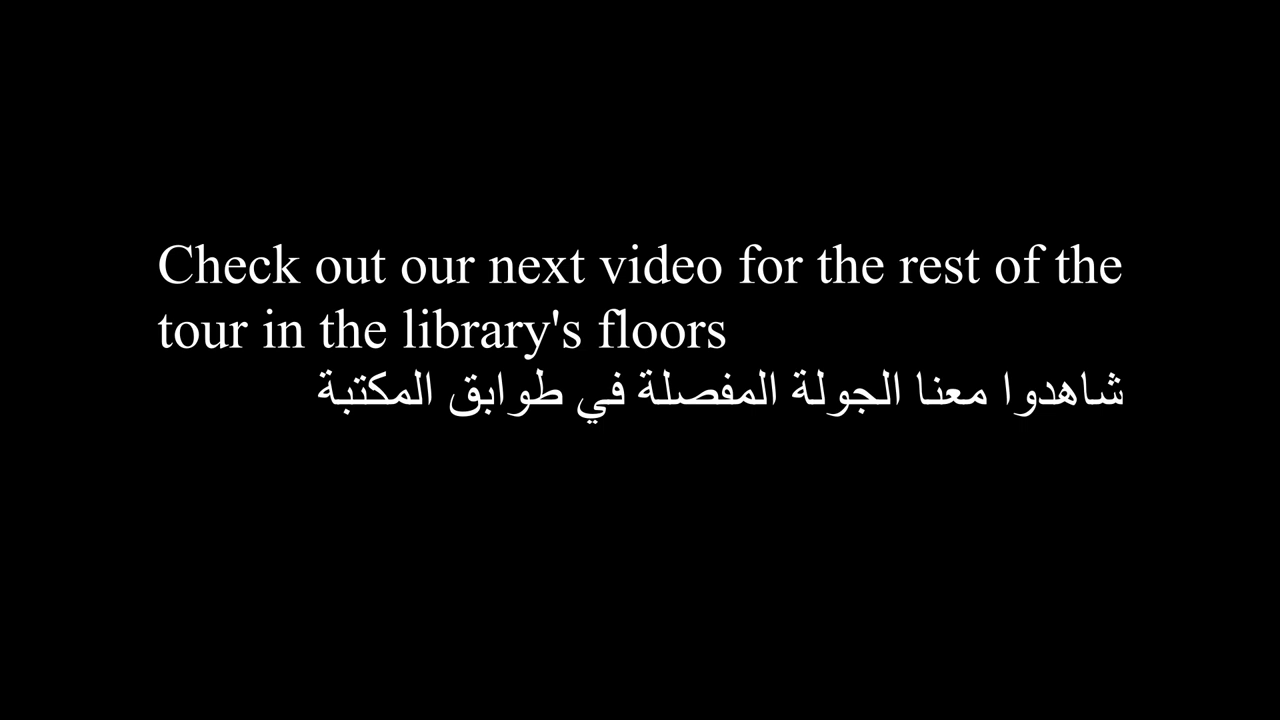 Check out our next video for the rest of the
tour in the library's floors
شاهدوا معنا الجولة المفصلة في طوابق المكتبة